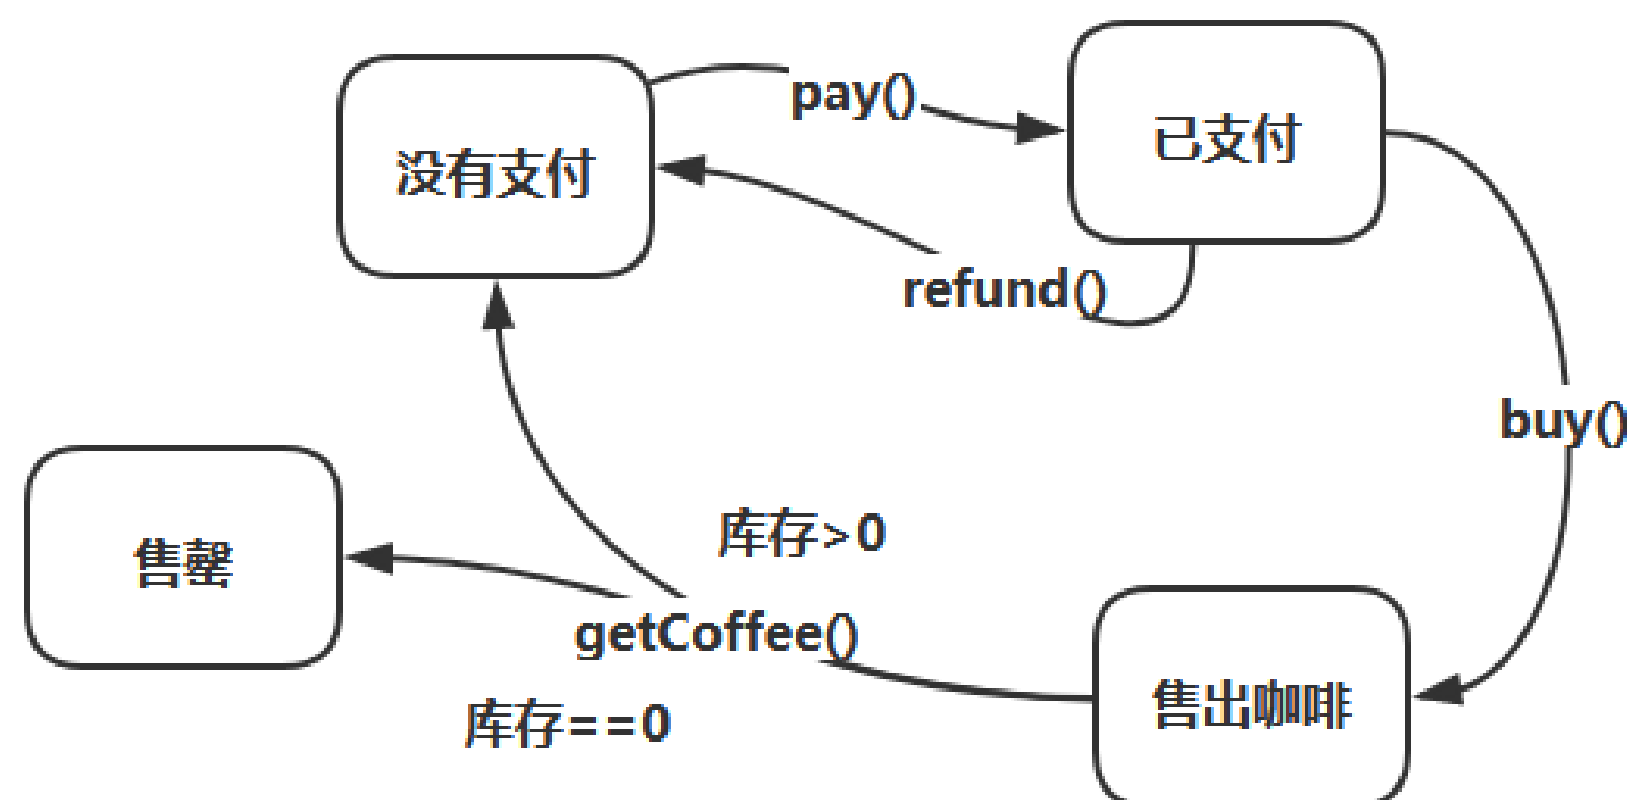 pay()
已支付
没有支付
refund()
buy()
库存>0
售罄
getCoffee()
售出咖啡
库存==0